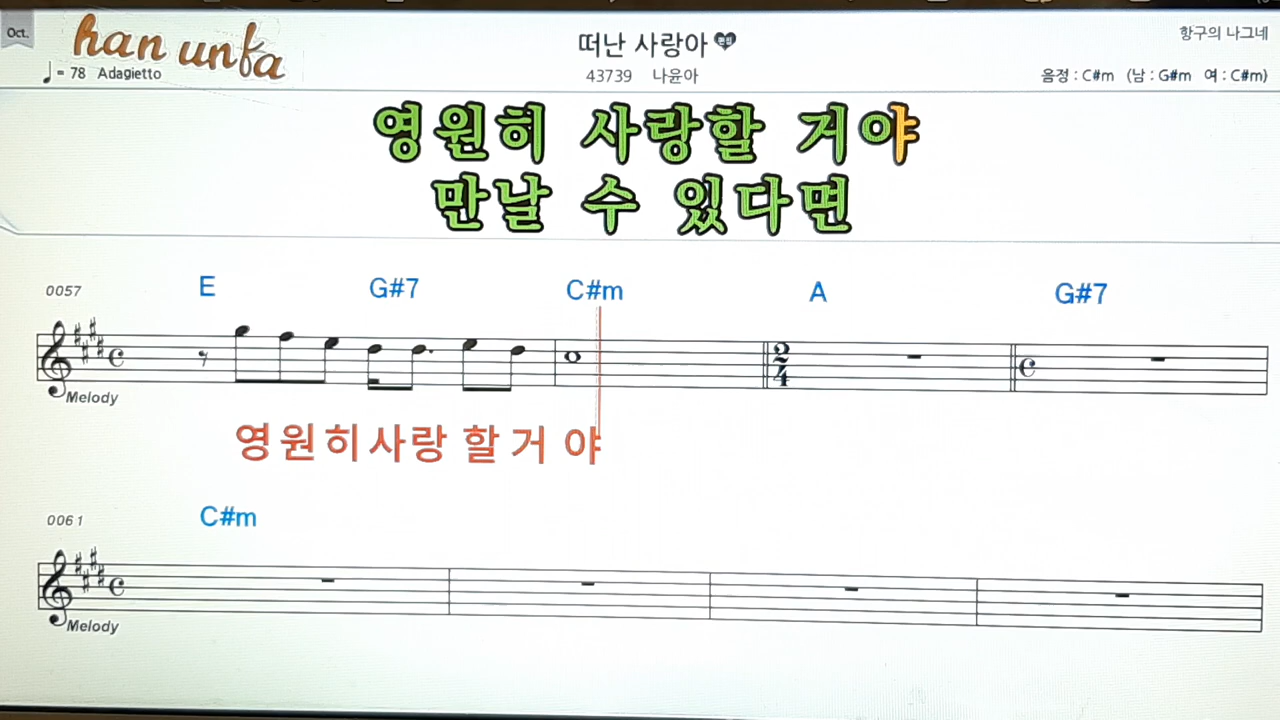 Oct.
han unfa
떠난 사랑아
항구의 나그네
♩= 78 Adagietto
43739 나윤아
음정 : C#m (남 : G#m 여 : C#m)
영원히 사랑할 거야
만날 수 있다면
0057 E G#7 C#m A G#7
2
4
Melody
영원히사랑 할거 야
0061 C#m
Melody